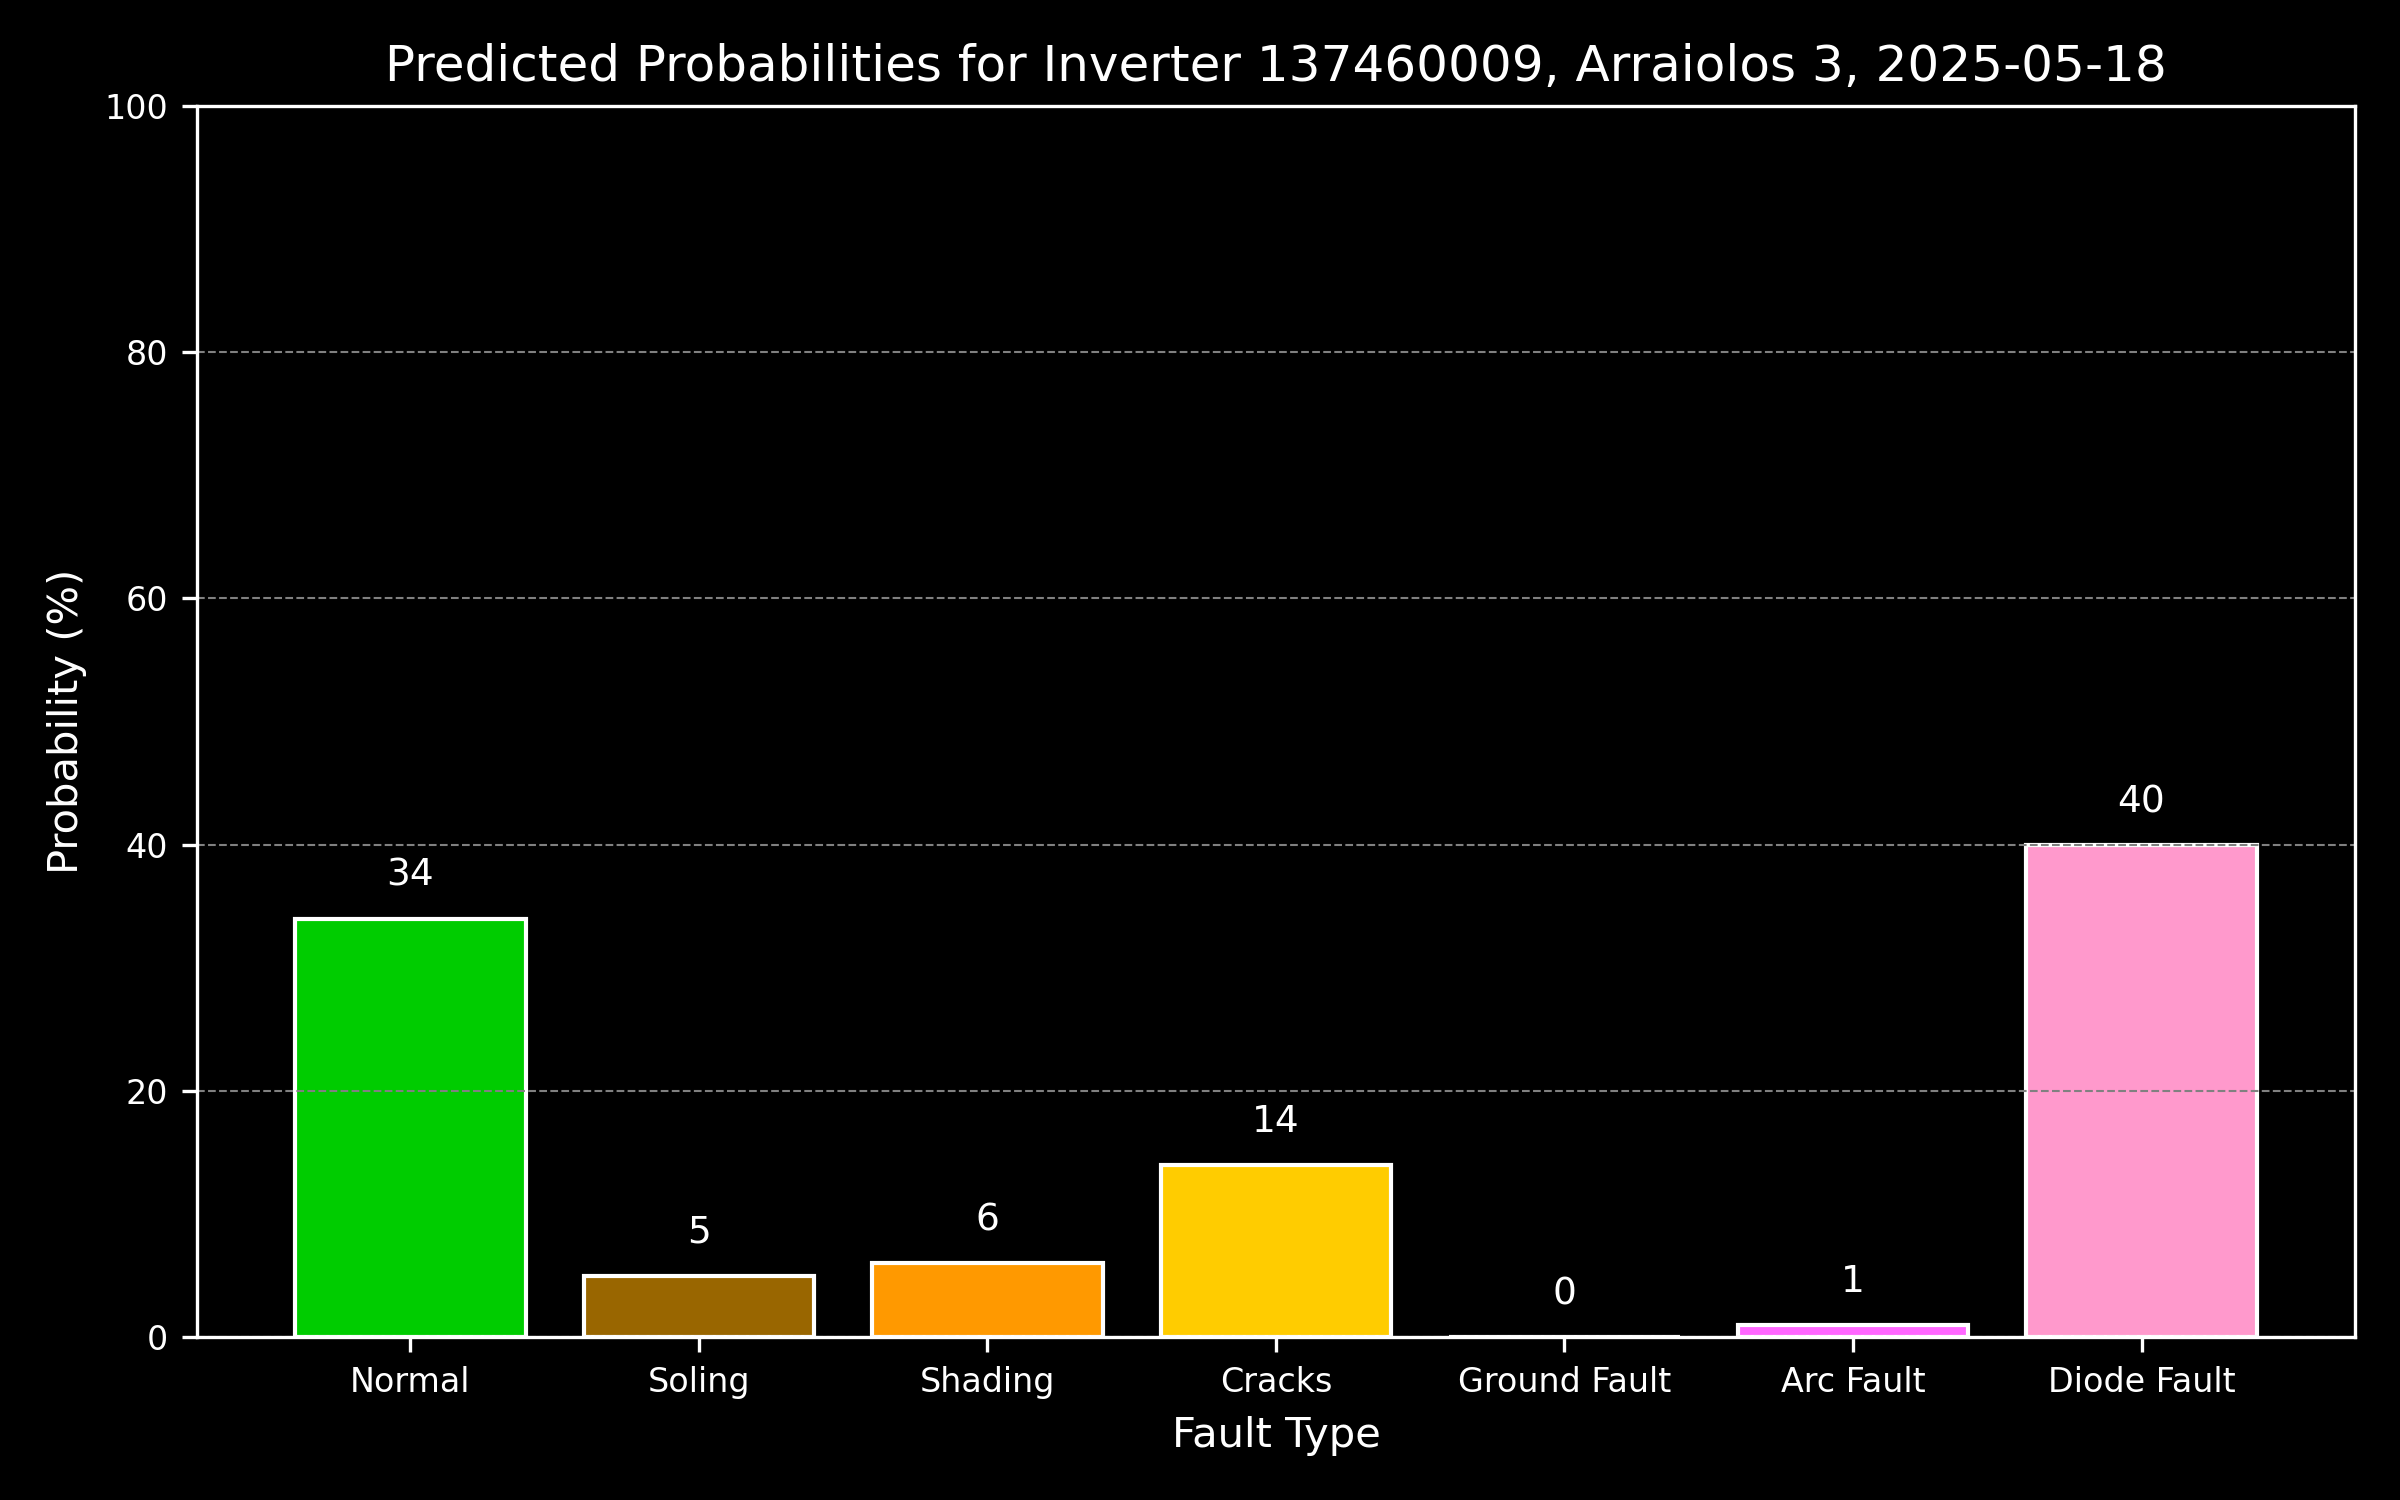 Predicted Probabilities for Inverter 137460009, Arraiolos 3, 2025-05-18
100
80
60
40
20
0
Probability (%)
34
5
6
14
0
1
40
Normal
Soling
Shading
Cracks
Ground Fault
Arc Fault
Diode Fault
Fault Type